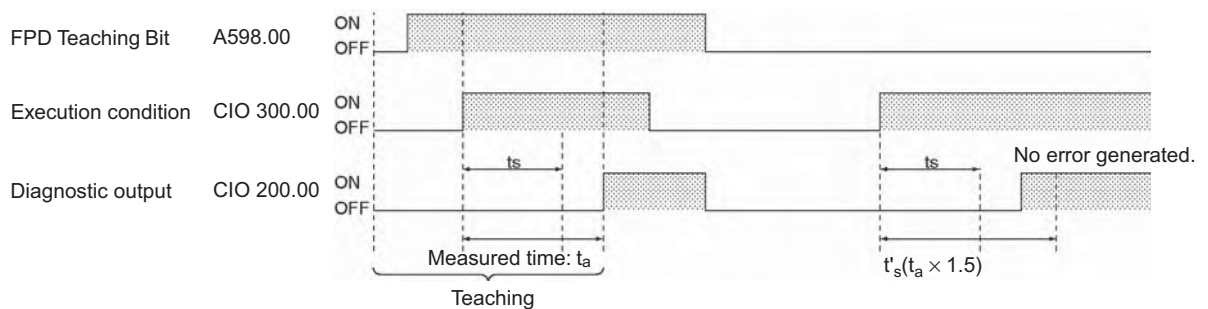 FPD Teaching Bit A598.00 ON
OFF
Execution condition CIO 300.00 ON
OFF
ts ts No error generated.
Diagnostic output CIO 200.00 ON
OFF
Measured time: ta t's(ta × 1.5)
Teaching